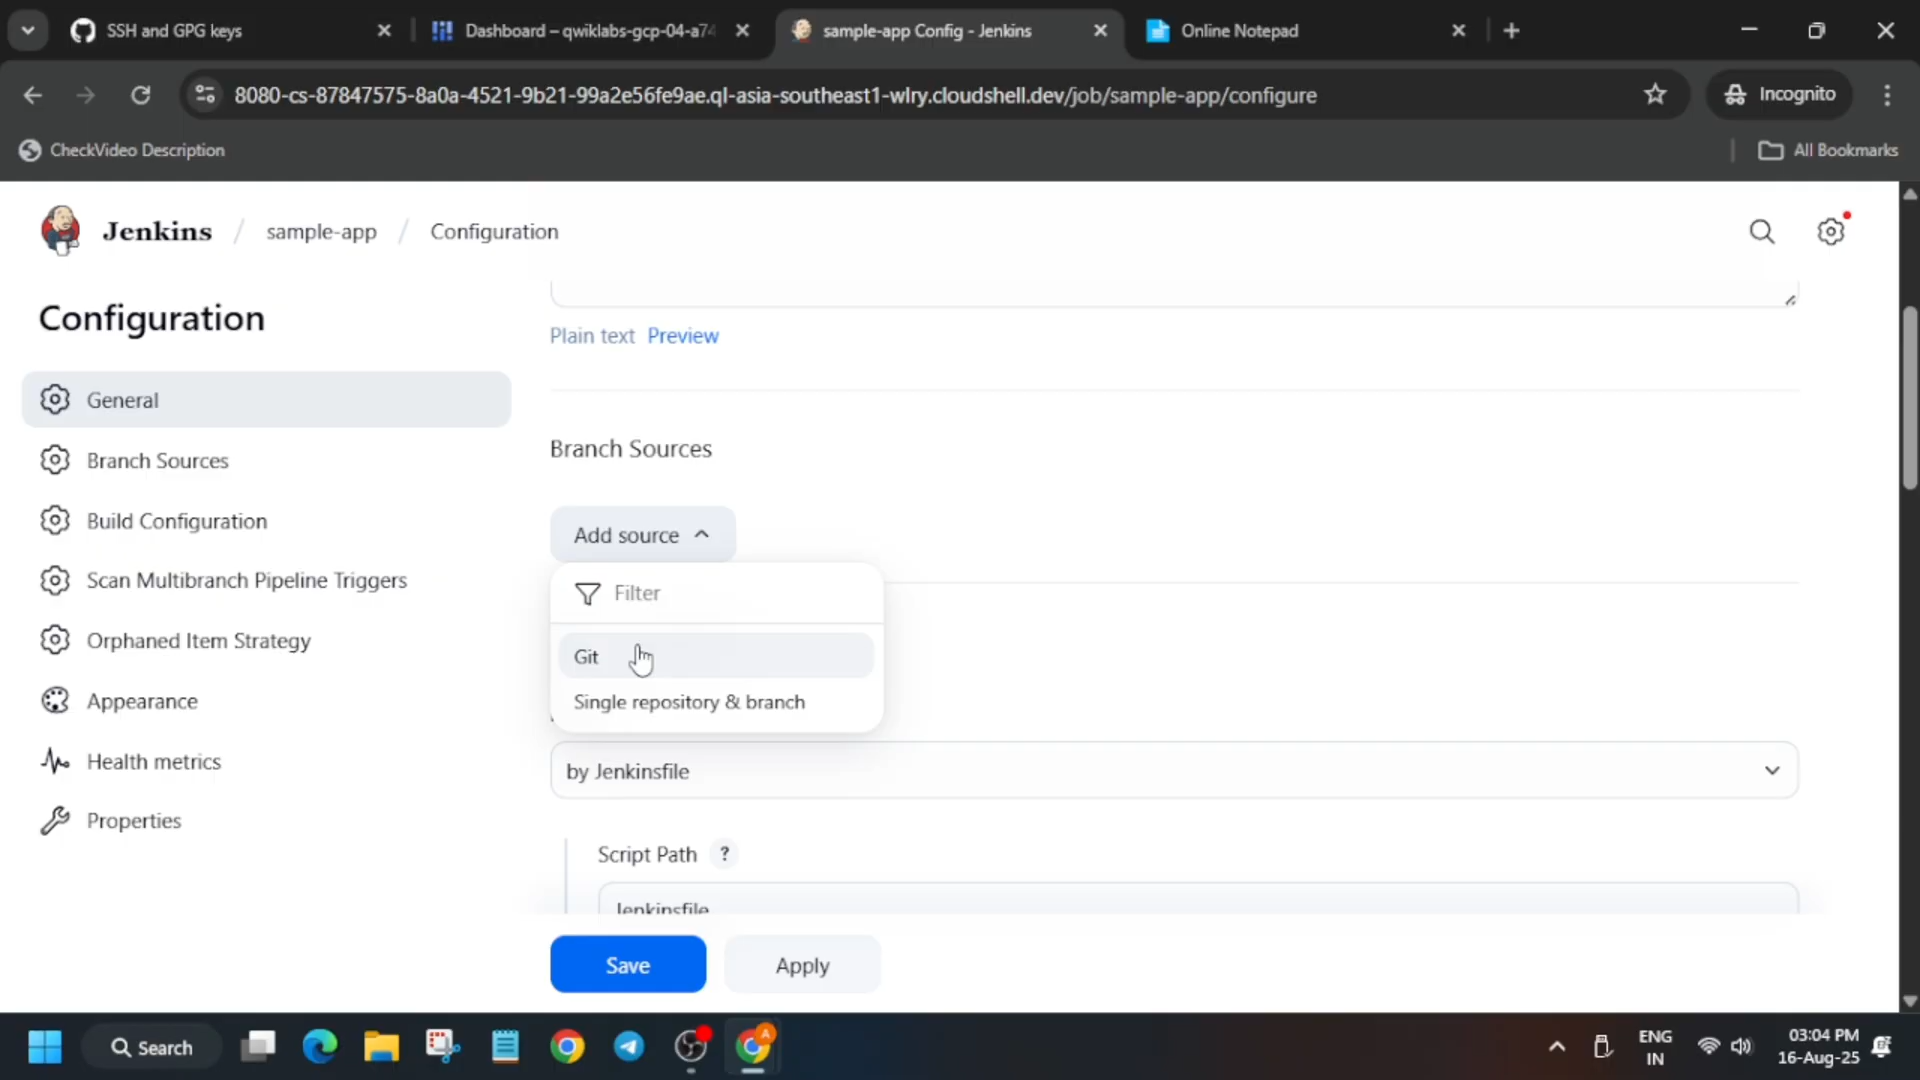 SSH and GPG keys
Dashboard – qwiklabs-gcp-04-a74
sample-app Config - Jenkins
Online Notepad
8080-cs-87847575-8a0a-4521-9b21-99a2e56fe9ae.ql-asia-southeast1-wlry.cloudshell.dev/job/sample-app/configure
Incognito
CheckVideo Description
All Bookmarks
Jenkins / sample-app / Configuration
Configuration
General
Branch Sources
Build Configuration
Scan Multibranch Pipeline Triggers
Orphaned Item Strategy
Appearance
Health metrics
Properties
Plain text Preview
Branch Sources
Add source
Filter
Git
Single repository & branch
by Jenkinsfile
Script Path ?
Jenkinsfile
Save
Apply
Search
ENG
IN
03:04 PM
16-Aug-25